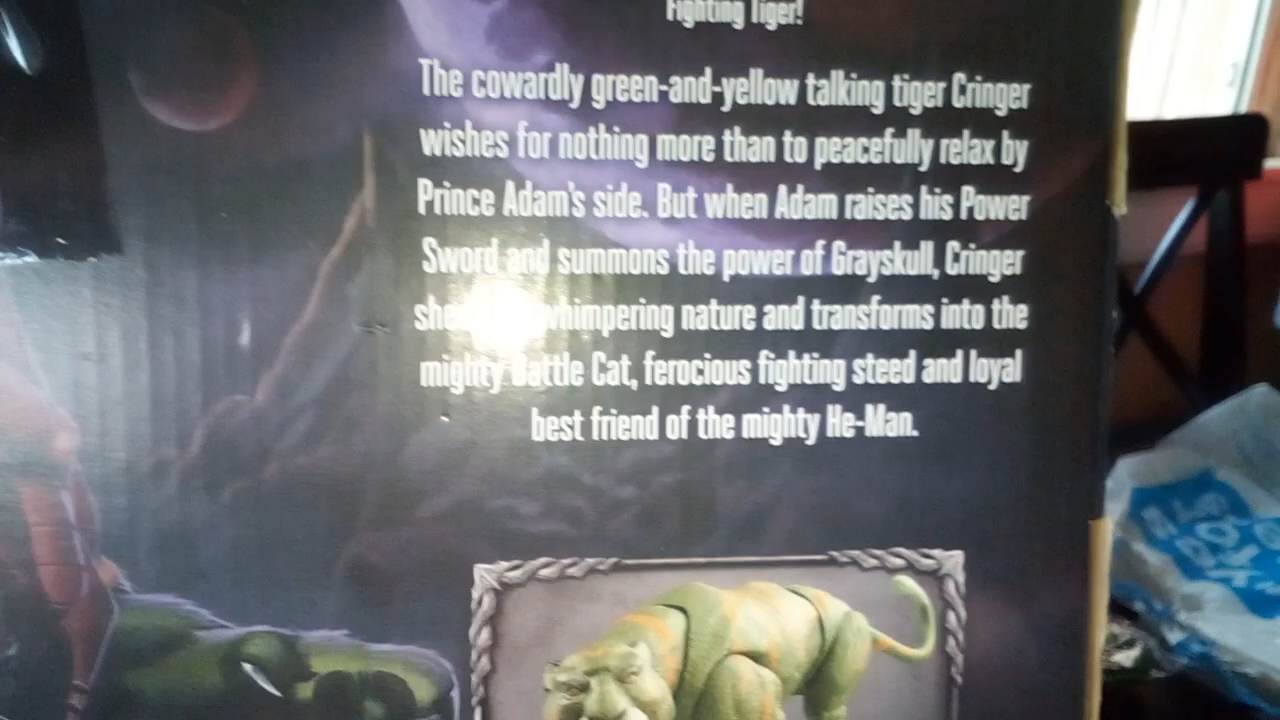 Fighting Tiger!
The cowardly green-and-yellow talking tiger Cringer
wishes for nothing more than to peacefully relax by
Prince Adam's side. But when Adam raises his Power
Sword and summons the power of Grayskull, Cringer
whimpering nature and transforms into the
mighty Battle Cat, ferocious fighting steed and loyal
best friend of the mighty He-Man.